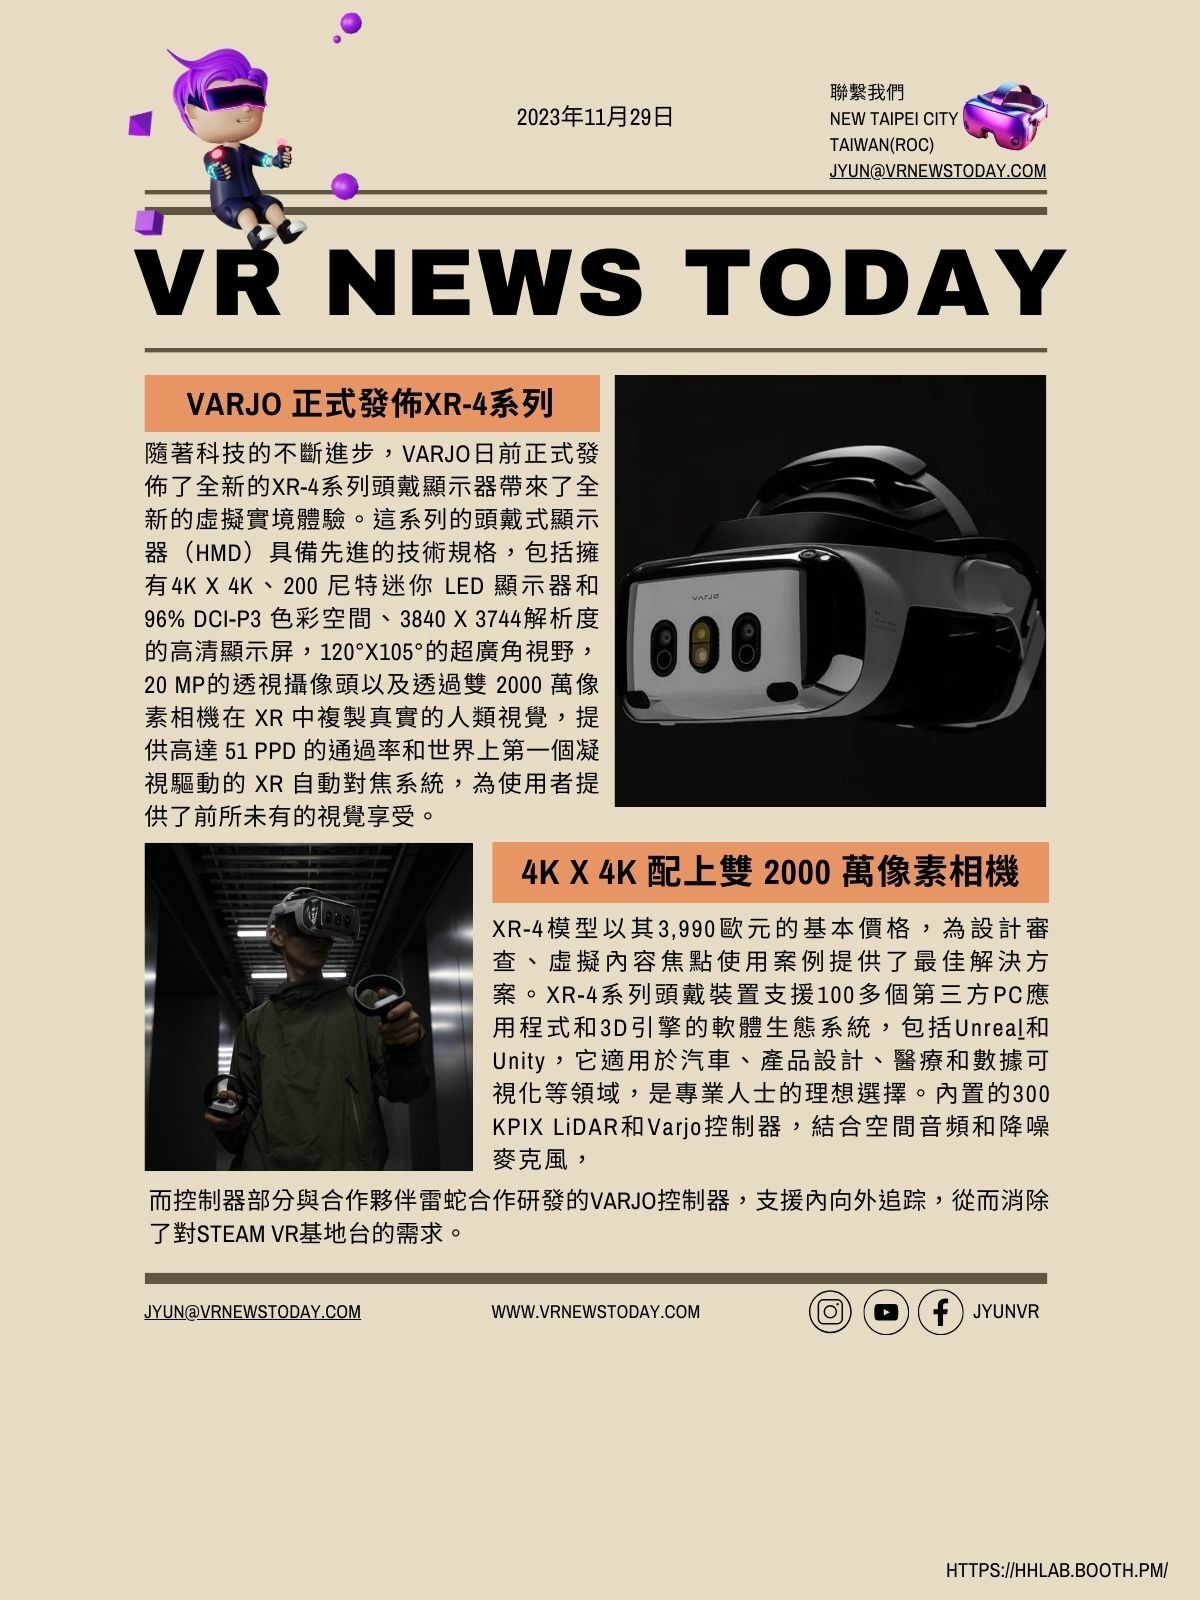 2023年11月29日
聯繫我們
NEW TAIPEI CITY
TAIWAN(ROC)
JYUN@VRNEWSTODAY.COM
VR NEWS TODAY
VARJO 正式發佈XR-4系列
隨著科技的不斷進步，VARJO日前正式發
佈了全新的XR-4系列頭戴顯示器帶來了全
新的虛擬實境體驗。這系列的頭戴式顯示
器（HMD）具備先進的技術規格，包括擁
有4K X 4K、200 尼特迷你 LED 顯示器和
96% DCI-P3 色彩空間、3840 X 3744解析度
的高清顯示屏，120°X105°的超廣角視野，
20 MP的透視攝像頭以及透過雙 2000 萬像
素相機在 XR 中複製真實的人類視覺，提
供高達 51 PPD 的通過率和世界上第一個凝
視驅動的 XR 自動對焦系統，為使用者提
供了前所未有的視覺享受。
VARJO
4K X 4K 配上雙 2000 萬像素相機
XR-4模型以其3,990歐元的基本價格，為設計審
查、虛擬內容焦點使用案例提供了最佳解決方
案。XR-4系列頭戴裝置支援100多個第三方PC應
用程式和3D引擎的軟體生態系統，包括Unreal和
Unity，它適用於汽車、產品設計、醫療和數據可
視化等領域，是專業人士的理想選擇。內置的300
KPIX LiDAR和Varjo控制器，結合空間音頻和降噪
麥克風，
而控制器部分與合作夥伴雷蛇合作研發的VARJO控制器，支援內向外追踪，從而消除
了對STEAM VR基地台的需求。
JYUN@VRNEWSTODAY.COM
WWW.VRNEWSTODAY.COM
JYUNVR
HTTPS://HHLAB.BOOTH.PM/